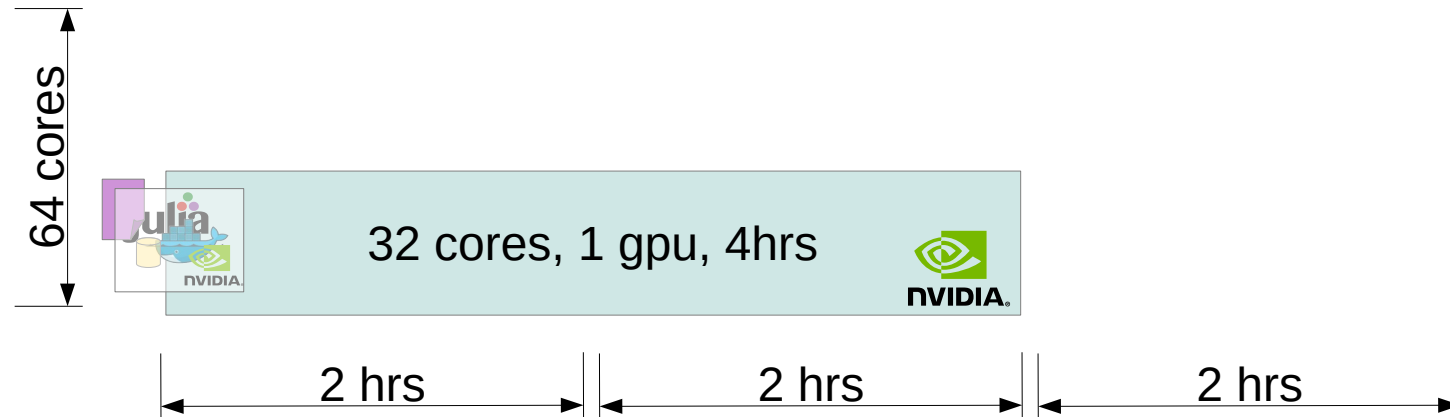 64 cores
julia
NVIDIA.
32 cores, 1 gpu, 4hrs
NVIDIA.
2 hrs
2 hrs
2 hrs